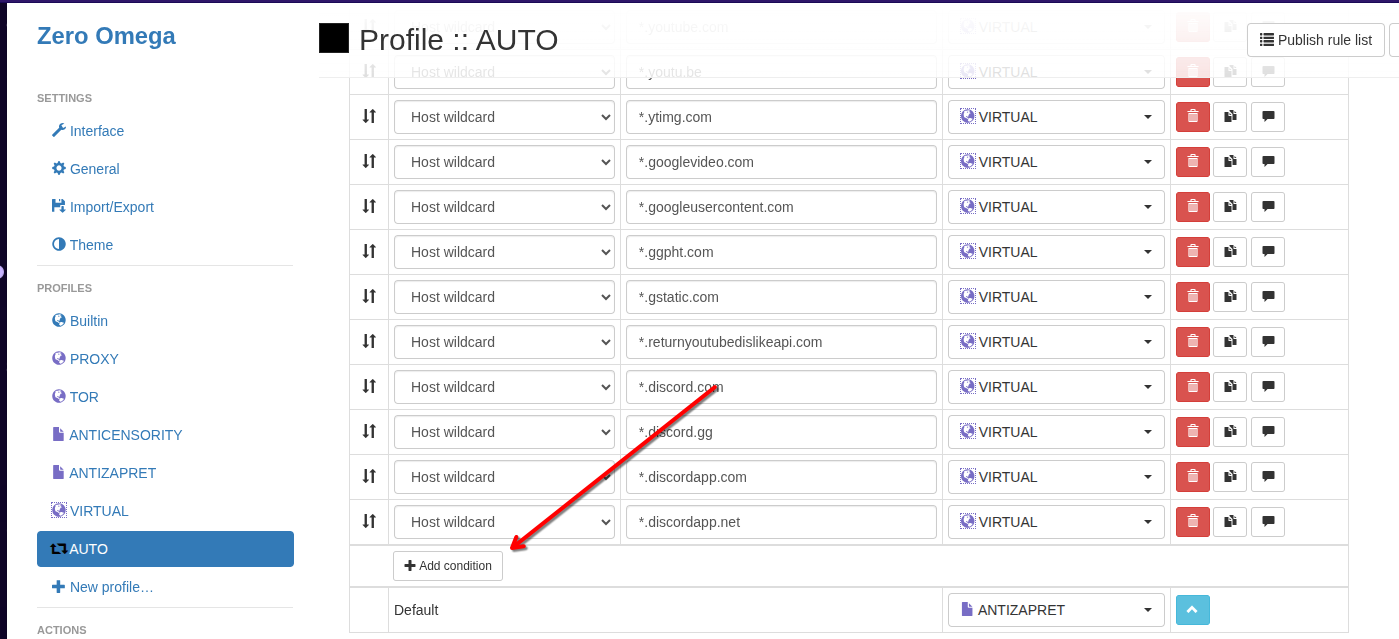 Zero Omega
SETTINGS
Interface
General
Import/Export
Theme
PROFILES
Builtin
PROXY
TOR
ANTICENSORITY
ANTIZAPRET
VIRTUAL
AUTO
New profile…
ACTIONS
Profile :: AUTO
Publish rule list
Host wildcard *.youtube.com VIRTUAL
Host wildcard *.youtu.be VIRTUAL
Host wildcard *.ytimg.com VIRTUAL
Host wildcard *.googlevideo.com VIRTUAL
Host wildcard *.googleusercontent.com VIRTUAL
Host wildcard *.ggpht.com VIRTUAL
Host wildcard *.gstatic.com VIRTUAL
Host wildcard *.returnyoutubedislikeapi.com VIRTUAL
Host wildcard *.discord.com VIRTUAL
Host wildcard *.discord.gg VIRTUAL
Host wildcard *.discordapp.com VIRTUAL
Host wildcard *.discordapp.net VIRTUAL
Add condition
Default ANTIZAPRET